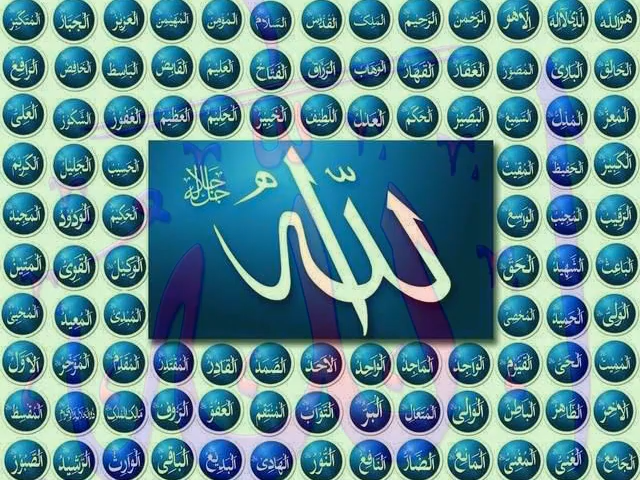 هوالله الذي لا إله إلا هو الرحمن الرحيم الملك القدوس السلام المؤمن المهيمن العزيز الجبار المتكبر
الخالق البارئ المصور الغفار القهار الوهاب الرزاق الفتاح العليم القابض الباسط الخافض الرافع
المعز المذل السميع البصير الحكم العدل اللطيف الخبير الحليم العظيم الغفور الشكور العلي
الكبير الحفيظ المقيت الحسيب الجليل الكريم
الله جل جلاله
الرقيب المجيب الواسع الحكيم الودود المجيد
الباعث الشهيد الحق الوكيل القوي المتين
الولي الحميد المحصي المبدئ المعيد المحيي
المميت الحي القيوم الواجد الماجد الواحد الأحد الصمد القادر المقتدر المقدم المؤخر الأول
الآخر الظاهر الباطن الوالي المتعال البر التواب المنتقم العفو الرؤوف مالك الملك ذو الجلال والإكرام المقسط
الجامع الغني المغني المانع الضار النافع النور الهادي البديع الباقي الوارث الرشيد الصبور